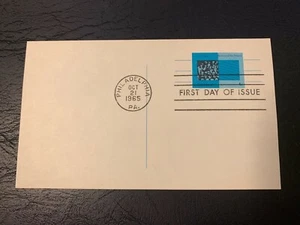 PHILADELPHIA
OCT
21
1965
PA.
FIRST DAY OF ISSUE